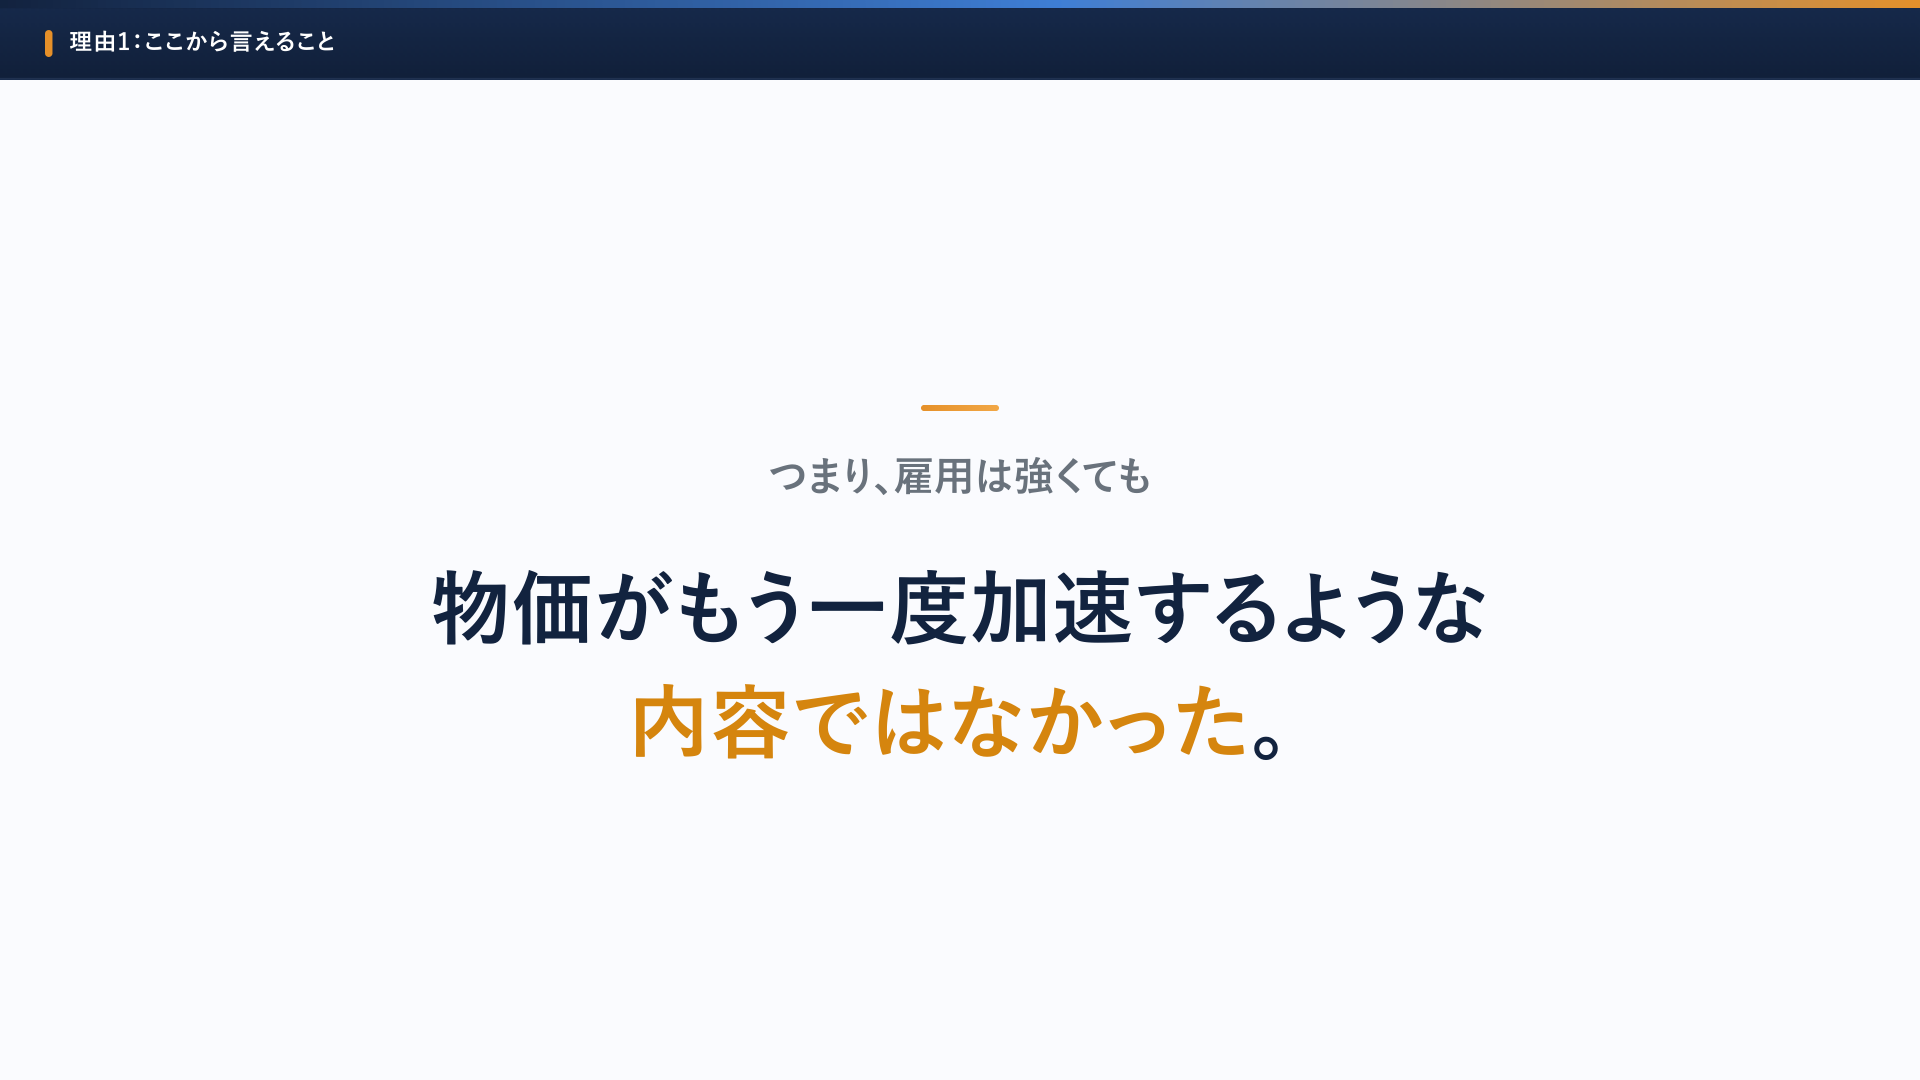 理由1：ここから言えること
つまり、雇用は強くても
物価がもう一度加速するような
内容ではなかった。